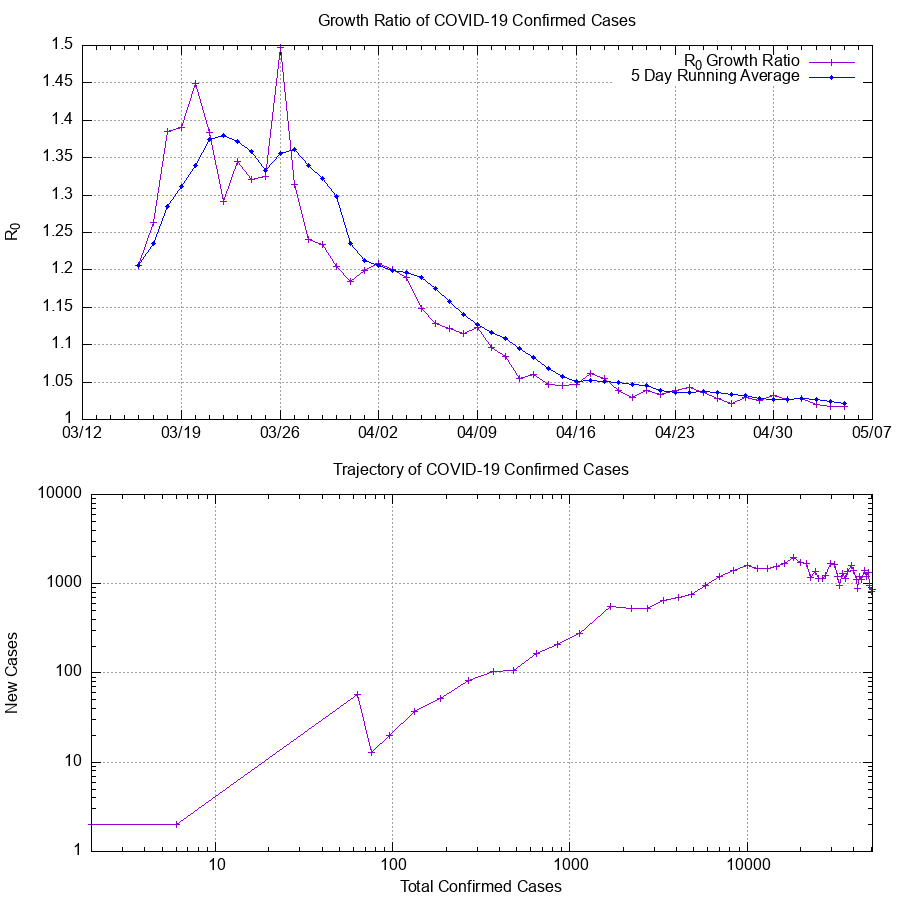 Growth Ratio of COVID-19 Confirmed Cases
1.5
1.45
1.4
1.35
1.3
1.25
1.2
1.15
1.1
1.05
1
R0
R0 Growth Ratio
5 Day Running Average
03/12 03/19 03/26 04/02 04/09 04/16 04/23 04/30 05/07
Trajectory of COVID-19 Confirmed Cases
10000
1000
100
10
1
New Cases
10 100 1000 10000
Total Confirmed Cases